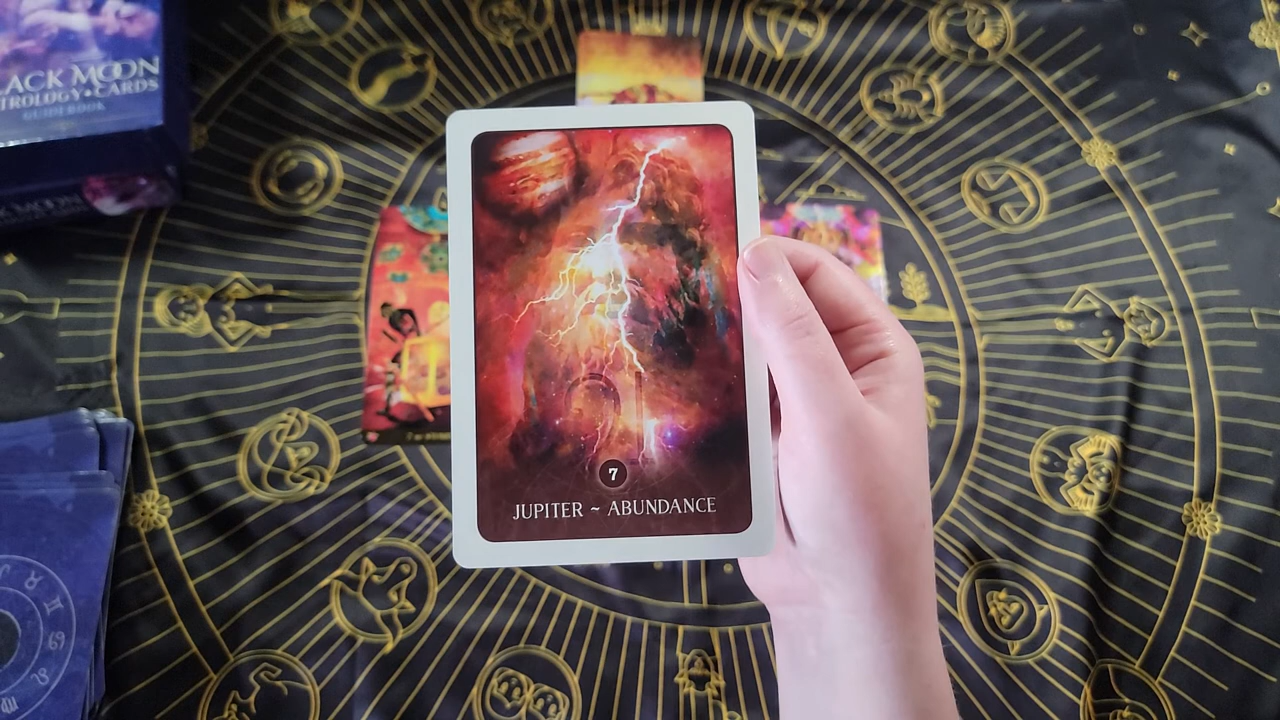 ACK MOON
TROLOGY • CARDS
GUIDEBOOK
7
JUPITER ~ ABUNDANCE